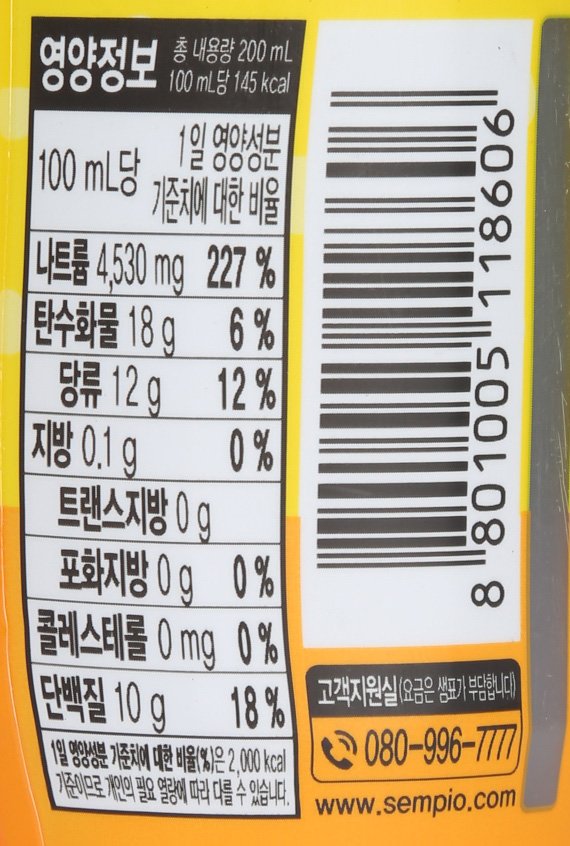 영양정보
총 내용량 200 mL
100 mL당 145 kcal
100 mL당
1일 영양성분
기준치에 대한 비율
나트륨 4,530 mg 227 %
탄수화물 18 g 6 %
당류 12 g 12 %
지방 0.1 g 0 %
트랜스지방 0 g
포화지방 0 g 0 %
콜레스테롤 0 mg 0 %
단백질 10 g 18 %
1일 영양성분 기준치에 대한 비율(%)은 2,000 kcal
기준이므로 개인의 필요 열량에 따라 다를 수 있습니다.
8 801005 118606
고객지원실(요금은 샘표가 부담합니다)
080-996-7777
www.sempio.com